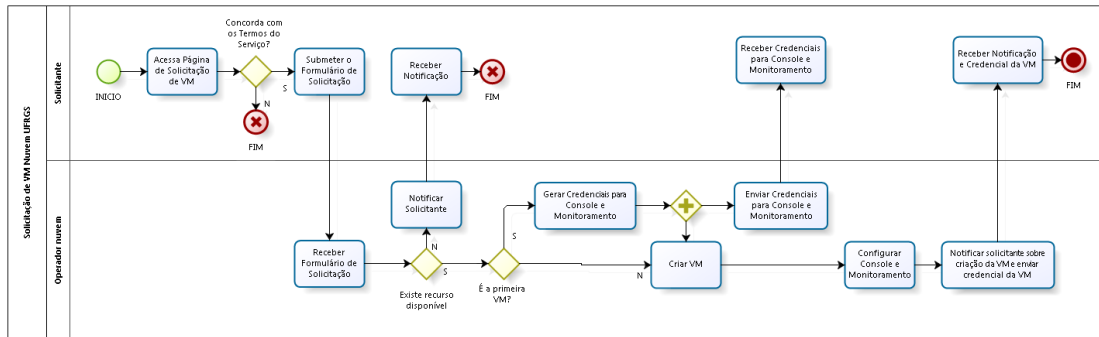 Solicitação de VM Nuvem UFRGS
Solicitante
INICIO
Acessa Página
de Solicitação
de VM
Concorda com
os Termos do
Serviço?
S
N
FIM
Submeter o
Formulário de
Solicitação
Receber
Notificação
FIM
Receber Credenciais
para Console e
Monitoramento
Receber Notificação
e Credencial da VM
FIM
Operador nuvem
Receber
Formulário de
Solicitação
Notificar
Solicitante
N
S
Existe recurso
disponível
S
É a primeira
VM?
N
Gerar Credenciais para
Console e
Monitoramento
Enviar Credenciais
para Console e
Monitoramento
Criar VM
Configurar
Console e
Monitoramento
Notificar solicitante sobre
criação da VM e enviar
credencial da VM